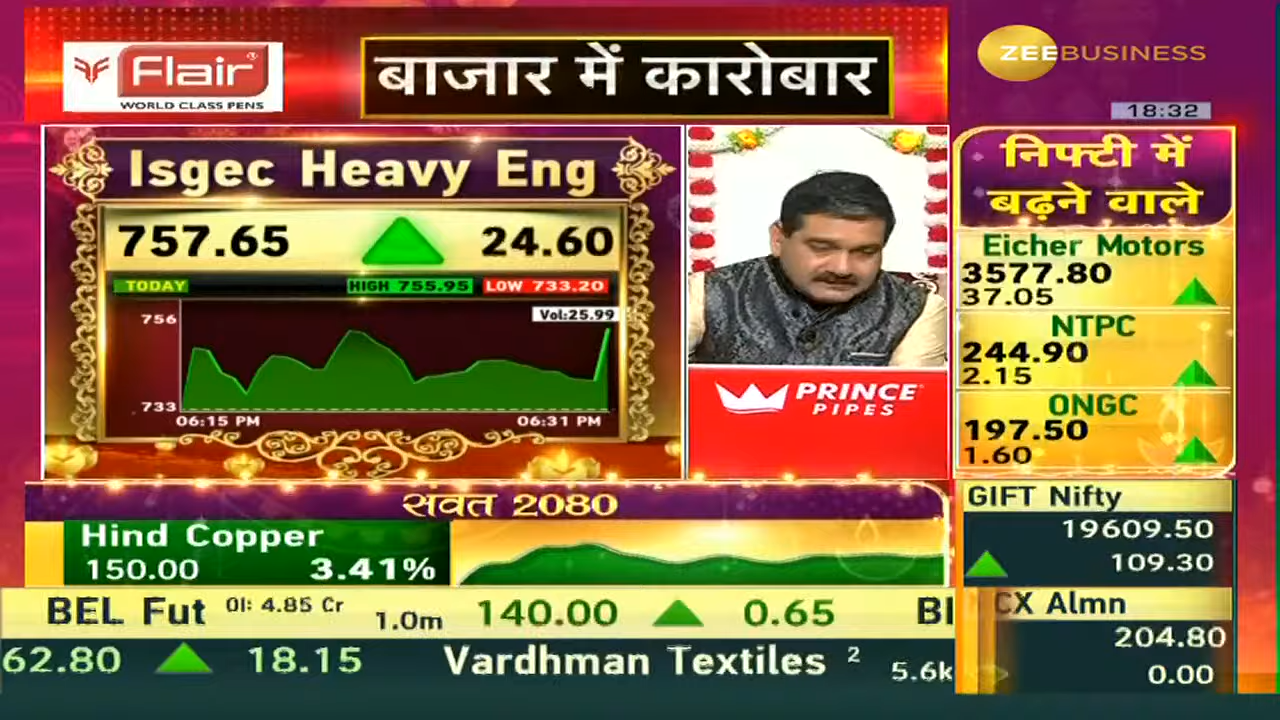 Flair
WORLD CLASS PENS
बाजार में कारोबार
ZEEBUSINESS
18:32
Isgec Heavy Eng
757.65 24.60
TODAY HIGH 755.95 LOW 733.20
Vol:25.99
756
733
06:15 PM 06:31 PM
PRINCE
PIPES
निफ्टी में
बढ़ने वाले
Eicher Motors
3577.80
37.05
NTPC
244.90
2.15
ONGC
197.50
1.60
संवत 2080
Hind Copper
150.00 3.41%
GIFT Nifty
19609.50
109.30
CX Almn
204.80
0.00
BEL Fut OI: 4.85 Cr 1.0m 140.00 0.65
62.80 18.15 Vardhman Textiles 2 5.6k